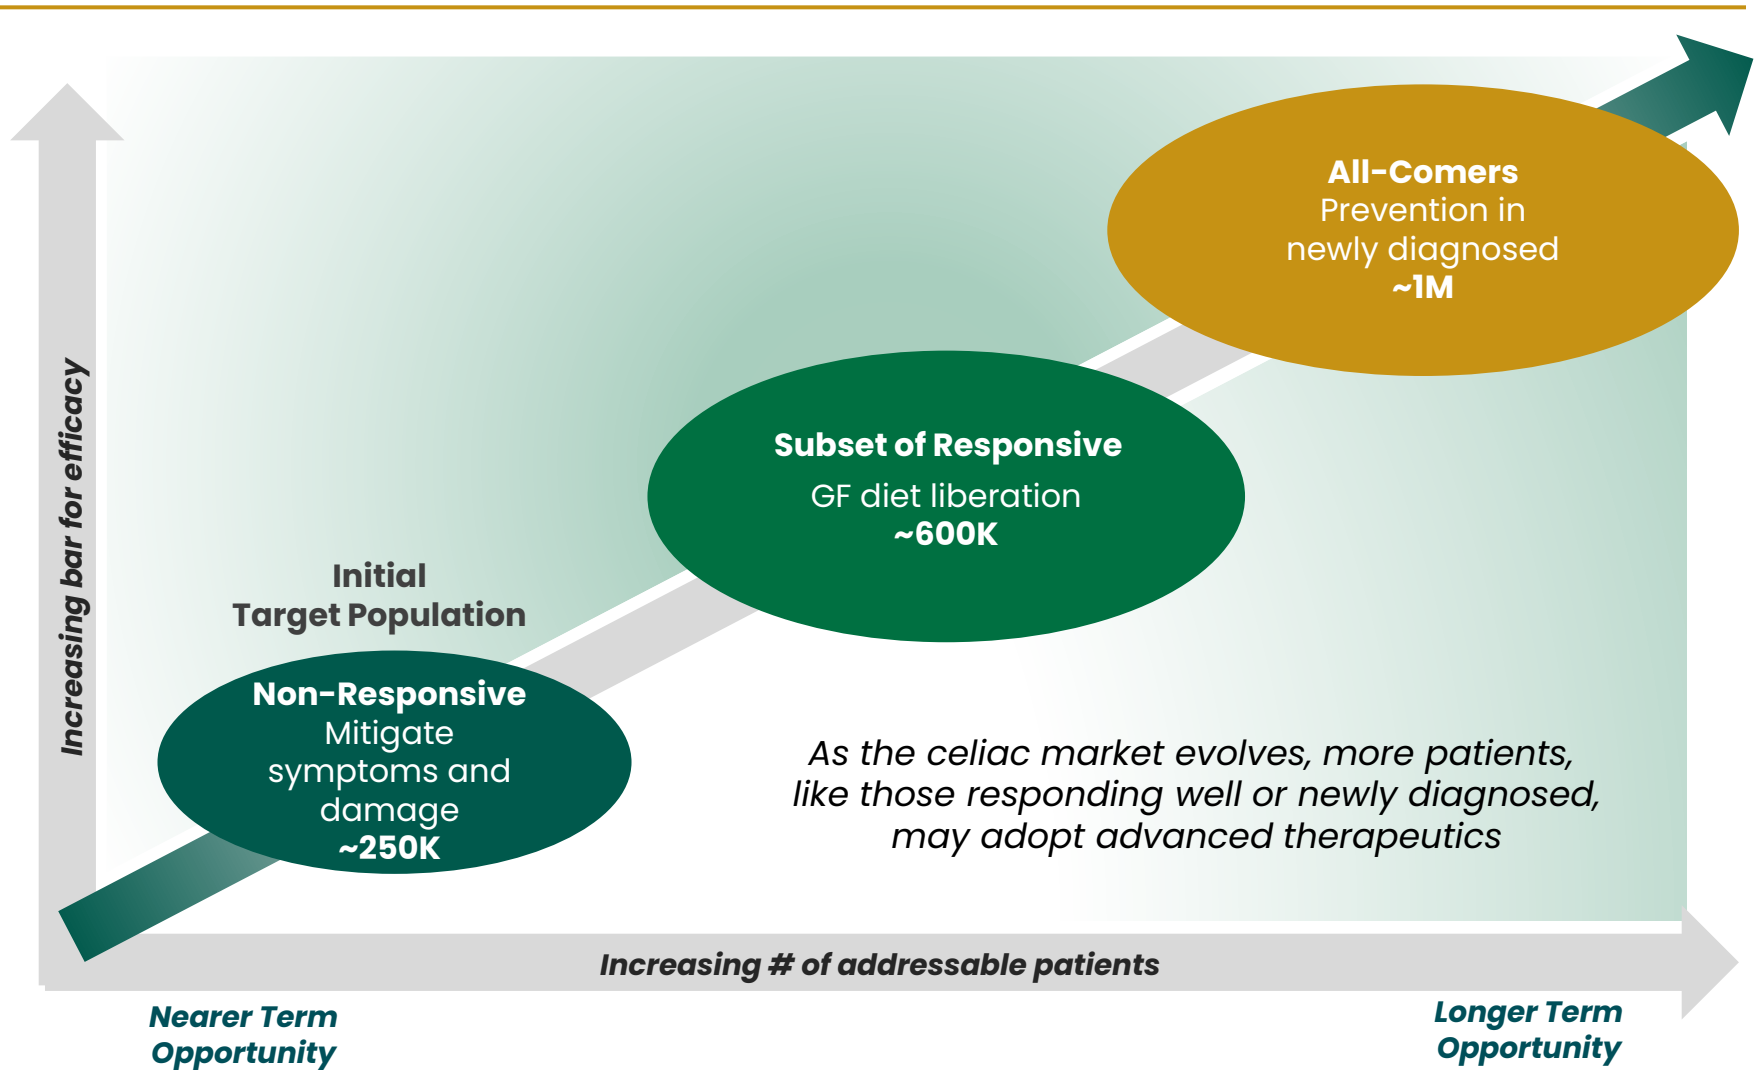 All-Comers
Prevention in
newly diagnosed
~1M
Subset of Responsive
GF diet liberation
~600K
Increasing bar for efficacy
Initial
Target Population
Non-Responsive
Mitigate
symptoms and
damage
~250K
As the celiac market evolves, more patients,
like those responding well or newly diagnosed,
may adopt advanced therapeutics
Increasing # of addressable patients
Nearer Term
Opportunity
Longer Term
Opportunity